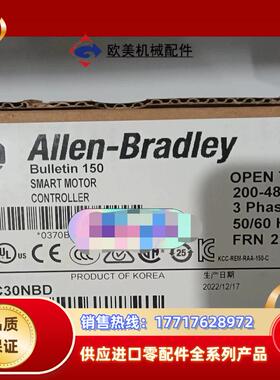 欧美机械配件
Allen-Bradley
Bulletin 150
SMART MOTOR
CONTROLLER
OPEN
200-48
3 Phas
50/60 H
FRN 2
*0370B
KCC-REM-RAA-150-C
PRODUCT OF KOREA
生产日期
2022/12/17
C30NBD
销售热线：17717628972
供应进口零配件全系列产品